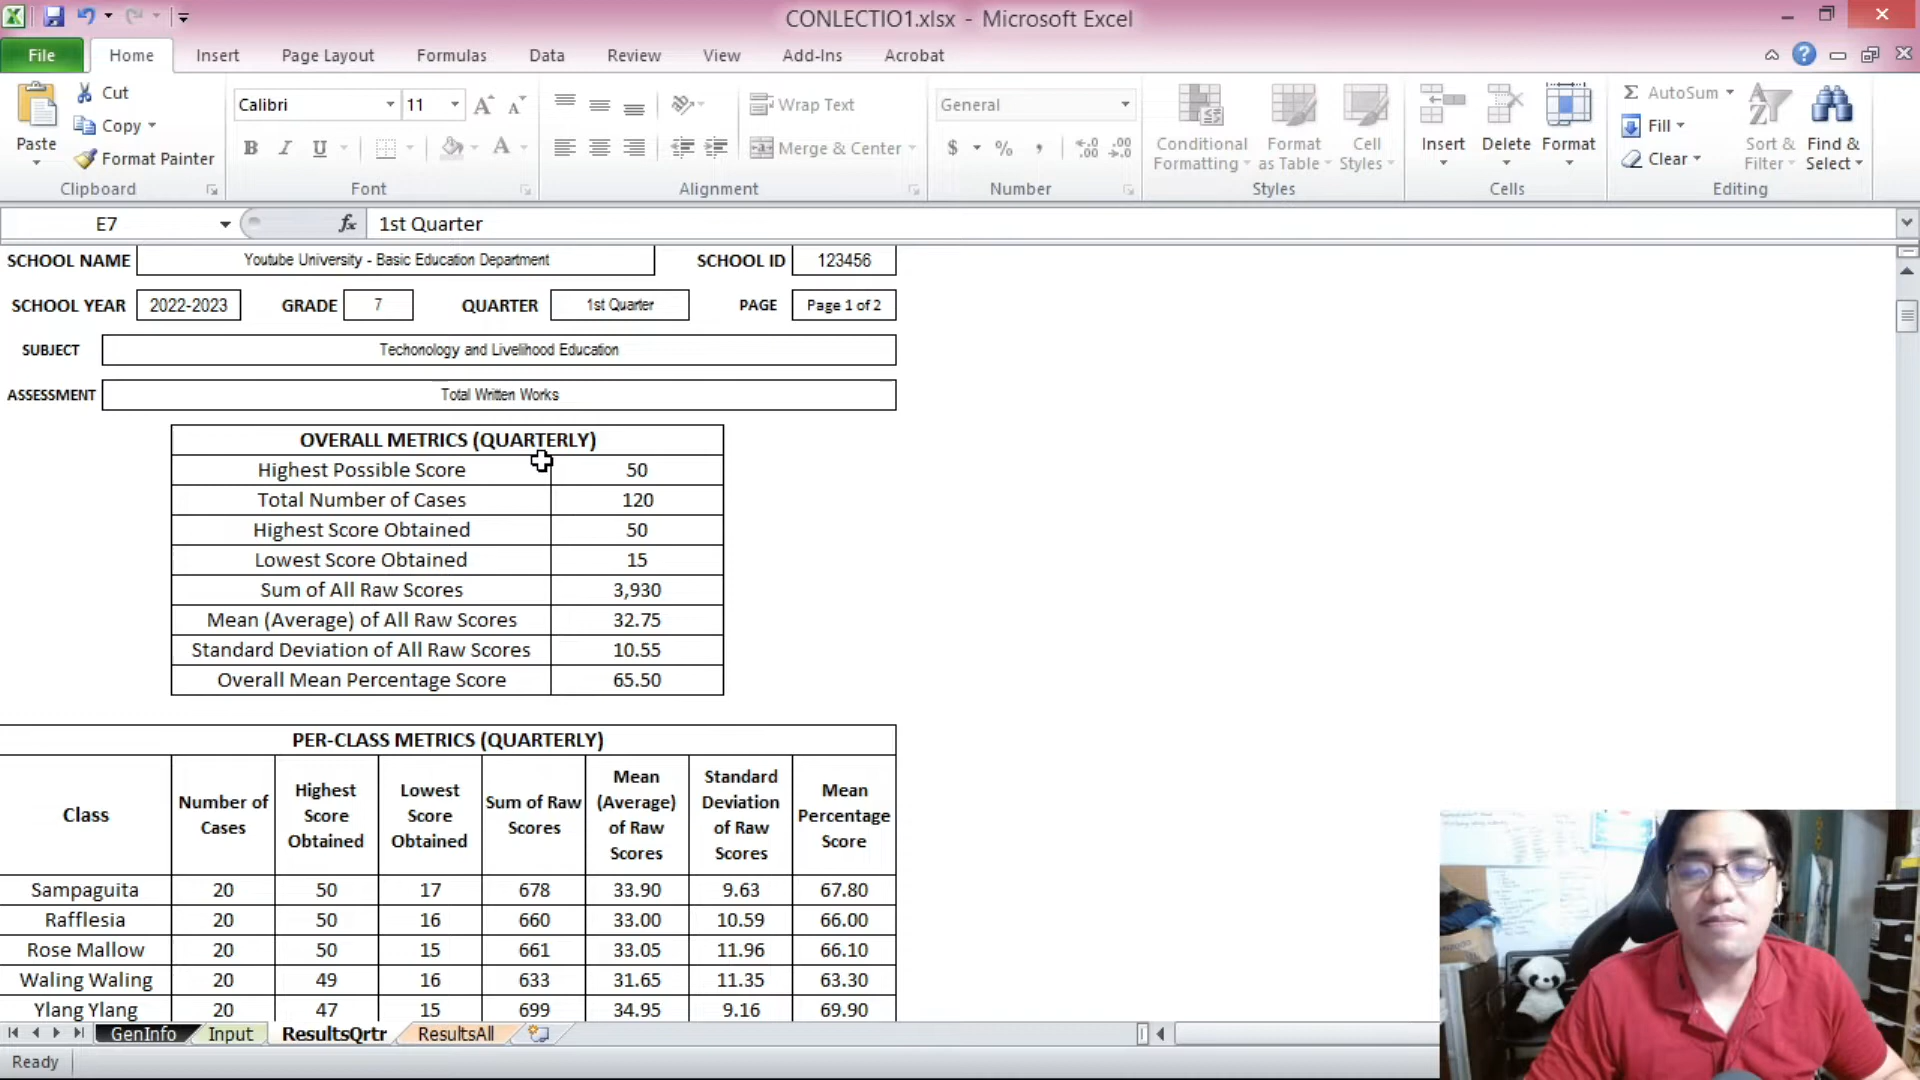 CONLECTIO1.xlsx - Microsoft Excel
File Home Insert Page Layout Formulas Data Review View Add-Ins Acrobat
Paste
Cut
Copy
Format Painter
Clipboard
Calibri 11
B I U A
Font
Wrap Text
Merge & Center
Alignment
General
$ % ,
Number
Conditional Formatting
Format as Table
Cell Styles
Styles
Insert Delete Format
Cells
Σ AutoSum
Fill
Clear
Sort & Filter
Find & Select
Editing
E7 fx 1st Quarter
SCHOOL NAME Youtube University - Basic Education Department SCHOOL ID 123456
SCHOOL YEAR 2022-2023 GRADE 7 QUARTER 1st Quarter PAGE Page 1 of 2
SUBJECT Techonology and Livelihood Education
ASSESSMENT Total Written Works
OVERALL METRICS (QUARTERLY)
Highest Possible Score 50
Total Number of Cases 120
Highest Score Obtained 50
Lowest Score Obtained 15
Sum of All Raw Scores 3,930
Mean (Average) of All Raw Scores 32.75
Standard Deviation of All Raw Scores 10.55
Overall Mean Percentage Score 65.50
PER-CLASS METRICS (QUARTERLY)
Class
Number of Cases
Highest Score Obtained
Lowest Score Obtained
Sum of Raw Scores
Mean (Average) of Raw Scores
Standard Deviation of Raw Scores
Mean Percentage Score
Sampaguita 20 50 17 678 33.90 9.63 67.80
Rafflesia 20 50 16 660 33.00 10.59 66.00
Rose Mallow 20 50 15 661 33.05 11.96 66.10
Waling Waling 20 49 16 633 31.65 11.35 63.30
Ylang Ylang 20 47 15 699 34.95 9.16 69.90
GenInfo Input ResultsQrtr ResultsAll
Ready